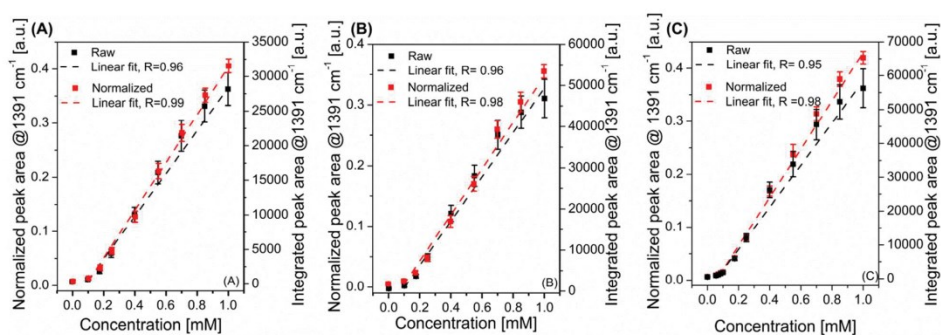 (A)
Normalized peak area @1391 cm⁻¹ [a.u.]
0.4
0.3
0.2
0.1
0.0
Raw
Linear fit, R=0.96
Normalized
Linear fit, R=0.99
35000
30000
25000
20000
15000
10000
5000
0
Integrated peak area @1391 cm⁻¹ [a.u.]
(A)
0.0 0.2 0.4 0.6 0.8 1.0
Concentration [mM]
(B)
Normalized peak area @1391 cm⁻¹ [a.u.]
0.4
0.3
0.2
0.1
0.0
Raw
Linear fit, R=0.96
Normalized
Linear fit, R=0.98
60000
50000
40000
30000
20000
10000
0
Integrated peak area @1391 cm⁻¹ [a.u.]
(B)
0.0 0.2 0.4 0.6 0.8 1.0
Concentration [mM]
(C)
Normalized peak area @1391 cm⁻¹ [a.u.]
0.4
0.3
0.2
0.1
0.0
Raw
Linear fit, R=0.95
Normalized
Linear fit, R=0.98
70000
60000
50000
40000
30000
20000
10000
0
Integrated peak area @1391 cm⁻¹ [a.u.]
(C)
0.0 0.2 0.4 0.6 0.8 1.0
Concentration [mM]